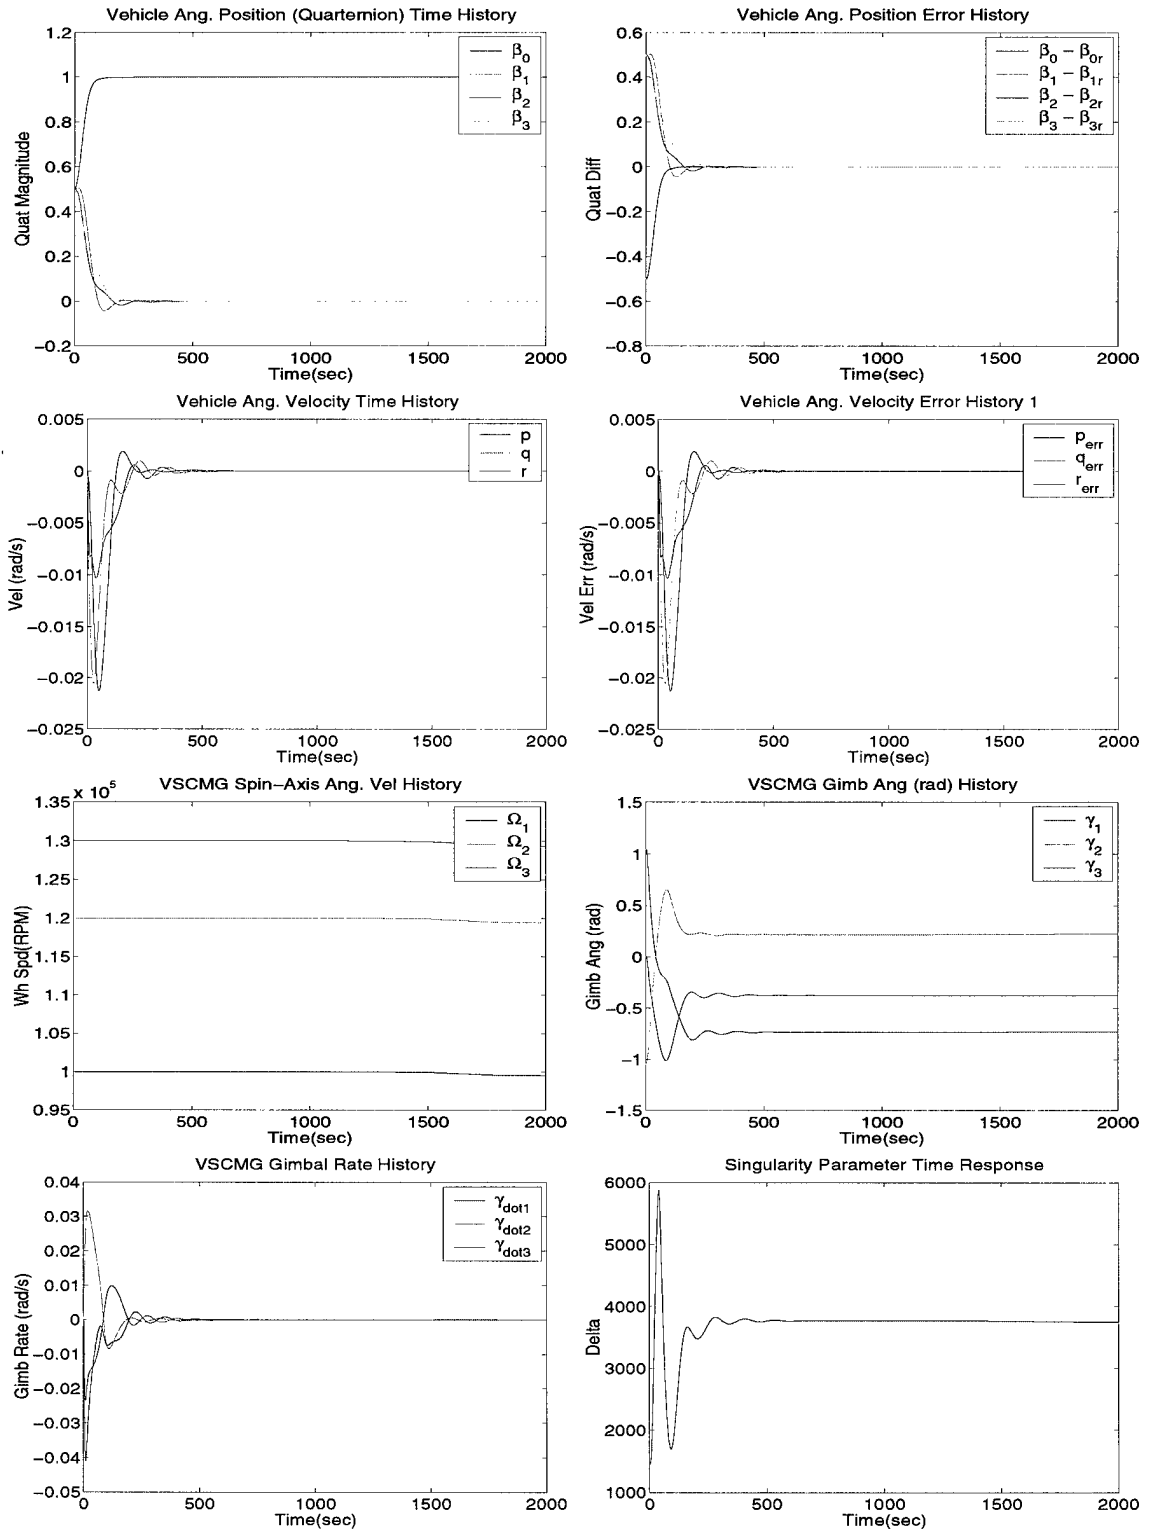 Vehicle Ang. Position (Quarternion) Time History
1.2
1
0.8
0.6
0.4
0.2
0
−0.2
Quat Magnitude
β0
β1
β2
β3
0 500 1000 1500 2000
Time(sec)
Vehicle Ang. Position Error History
0.6
0.4
0.2
0
−0.2
−0.4
−0.6
−0.8
Quat Diff
β0 − β0r
β1 − β1r
β2 − β2r
β3 − β3r
0 500 1000 1500 2000
Time(sec)
Vehicle Ang. Velocity Time History
0.005
0
−0.005
−0.01
−0.015
−0.02
−0.025
Vel (rad/s)
p
q
r
0 500 1000 1500 2000
Time(sec)
Vehicle Ang. Velocity Error History 1
0.005
0
−0.005
−0.01
−0.015
−0.02
−0.025
Vel Err (rad/s)
perr
qerr
rerr
0 500 1000 1500 2000
Time(sec)
VSCMG Spin−Axis Ang. Vel History
x 10^5
1.35
1.3
1.25
1.2
1.15
1.1
1.05
1
0.95
Wh Spd(RPM)
Ω1
Ω2
Ω3
0 500 1000 1500 2000
Time(sec)
VSCMG Gimb Ang (rad) History
1.5
1
0.5
0
−0.5
−1
−1.5
Gimb Ang (rad)
γ1
γ2
γ3
0 500 1000 1500 2000
Time(sec)
VSCMG Gimbal Rate History
0.04
0.03
0.02
0.01
0
−0.01
−0.02
−0.03
−0.04
−0.05
Gimb Rate (rad/s)
γdot1
γdot2
γdot3
0 500 1000 1500 2000
Time(sec)
Singularity Parameter Time Response
6000
5000
4000
3000
2000
1000
Delta
0 500 1000 1500 2000
Time(sec)